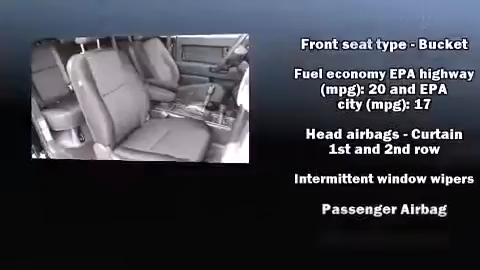 Front seat type - Bucket
Fuel economy EPA highway
(mpg): 20 and EPA
city (mpg): 17
Head airbags - Curtain
1st and 2nd row
Intermittent window wipers
Passenger Airbag